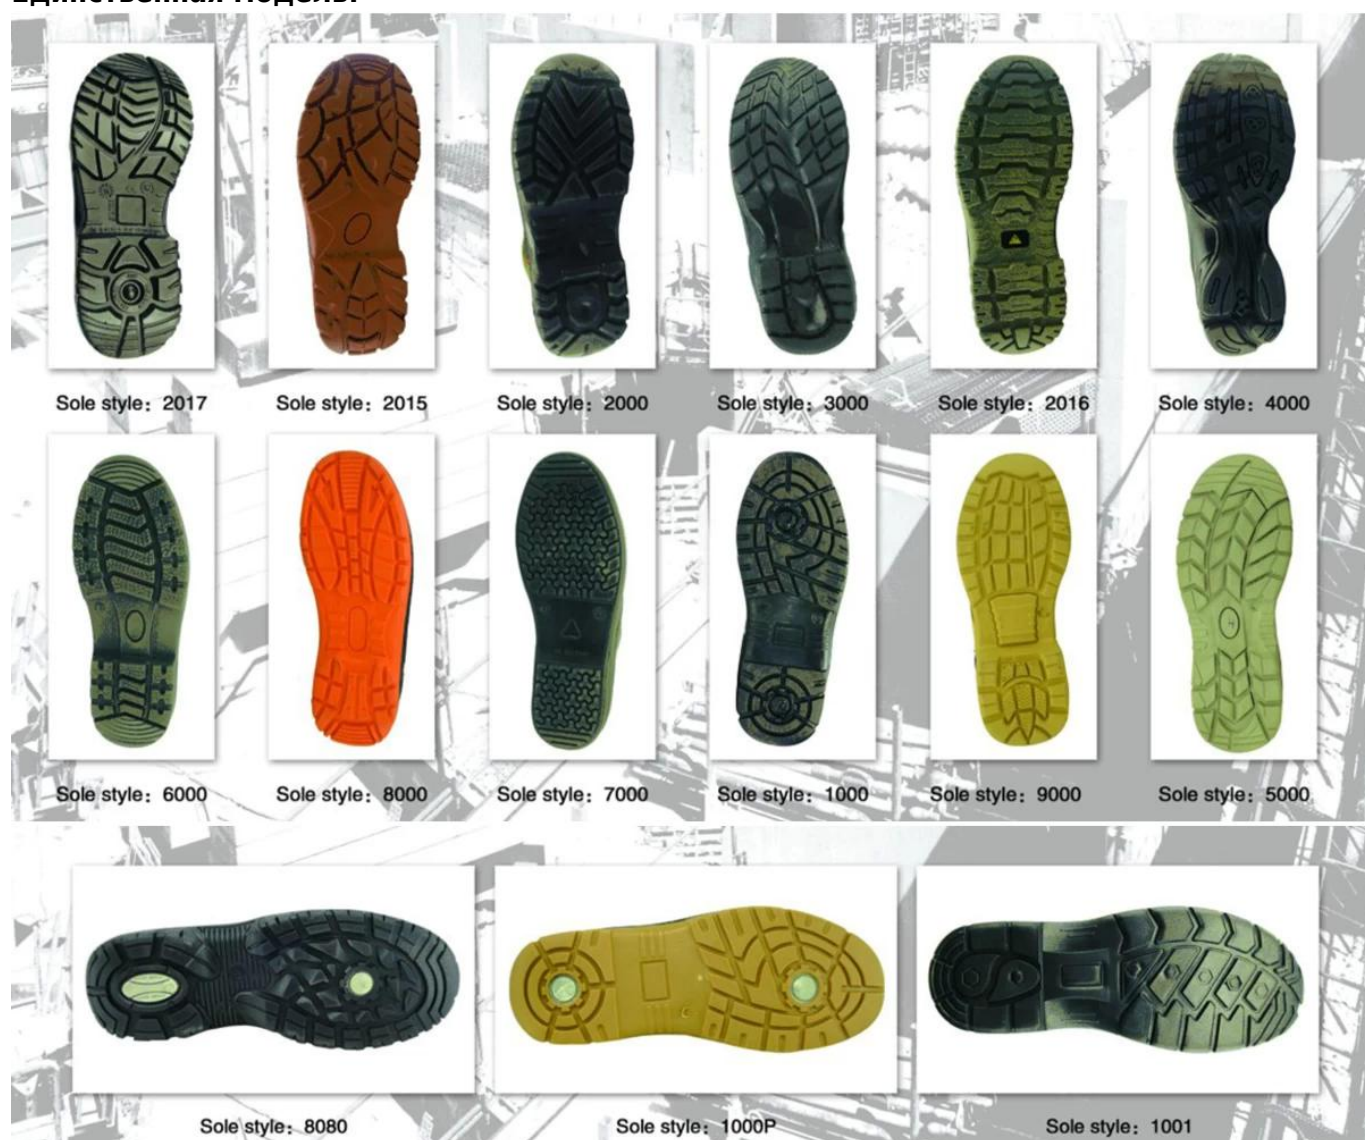 Единственная модель:
Sole style: 2017 Sole style: 2015 Sole style: 2000 Sole style: 3000 Sole style: 2016 Sole style: 4000
Sole style: 6000 Sole style: 8000 Sole style: 7000 Sole style: 1000 Sole style: 9000 Sole style: 5000
Sole style: 8080 Sole style: 1000P Sole style: 1001